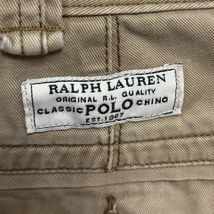 RALPH LAUREN
ORIGINAL R.L. QUALITY
CLASSIC POLO CHINO
EST. 1967